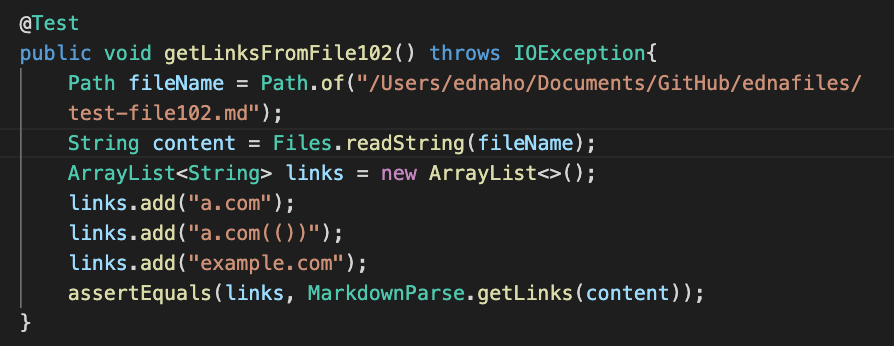 @Test
public void getLinksFromFile102() throws IOException{
Path fileName = Path.of("/Users/ednaho/Documents/GitHub/ednafiles/
test-file102.md");
String content = Files.readString(fileName);
ArrayList<String> links = new ArrayList<>();
links.add("a.com");
links.add("a.com(())");
links.add("example.com");
assertEquals(links, MarkdownParse.getLinks(content));
}